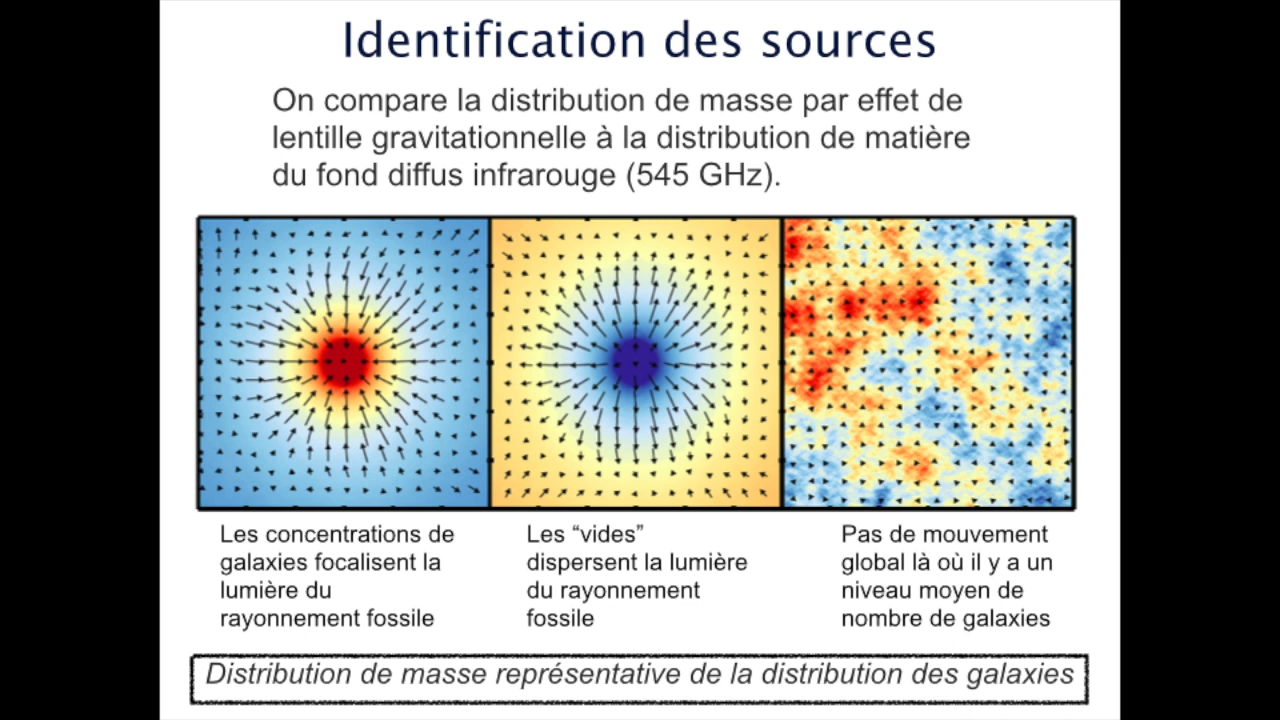 Identification des sources
On compare la distribution de masse par effet de
lentille gravitationnelle à la distribution de matière
du fond diffus infrarouge (545 GHz).
Les concentrations de
galaxies focalisent la
lumière du
rayonnement fossile
Les “vides”
dispersent la lumière
du rayonnement
fossile
Pas de mouvement
global là où il y a un
niveau moyen de
nombre de galaxies
Distribution de masse représentative de la distribution des galaxies